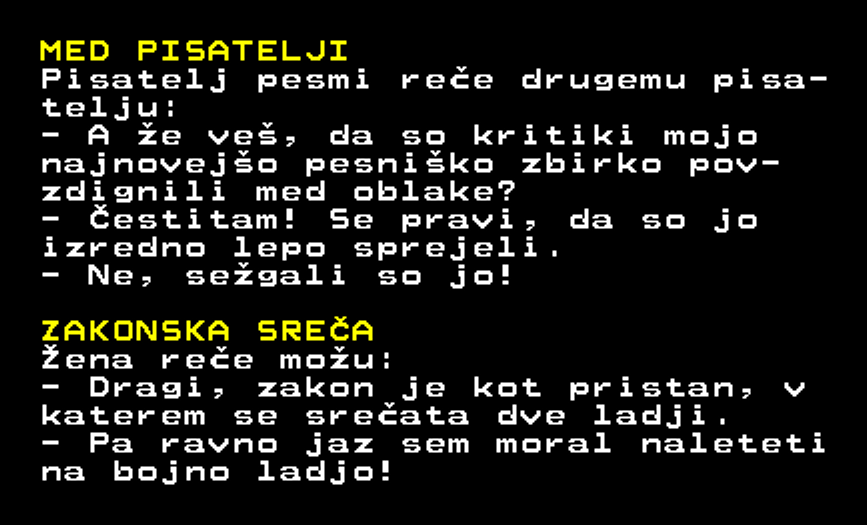 MED PISATELJI
Pisatelj pesmi reče drugemu pisa-
telju:
- A že veš, da so kritiki mojo
najnovejšo pesniško zbirko pov-
zdignili med oblake?
- Čestitam! Se pravi, da so jo
izredno lepo sprejeli.
- Ne, sežgali so jo!
ZAKONSKA SREČA
Žena reče možu:
- Dragi, zakon je kot pristan, v
katerem se srečata dve ladji.
- Pa ravno jaz sem moral naleteti
na bojno ladjo!